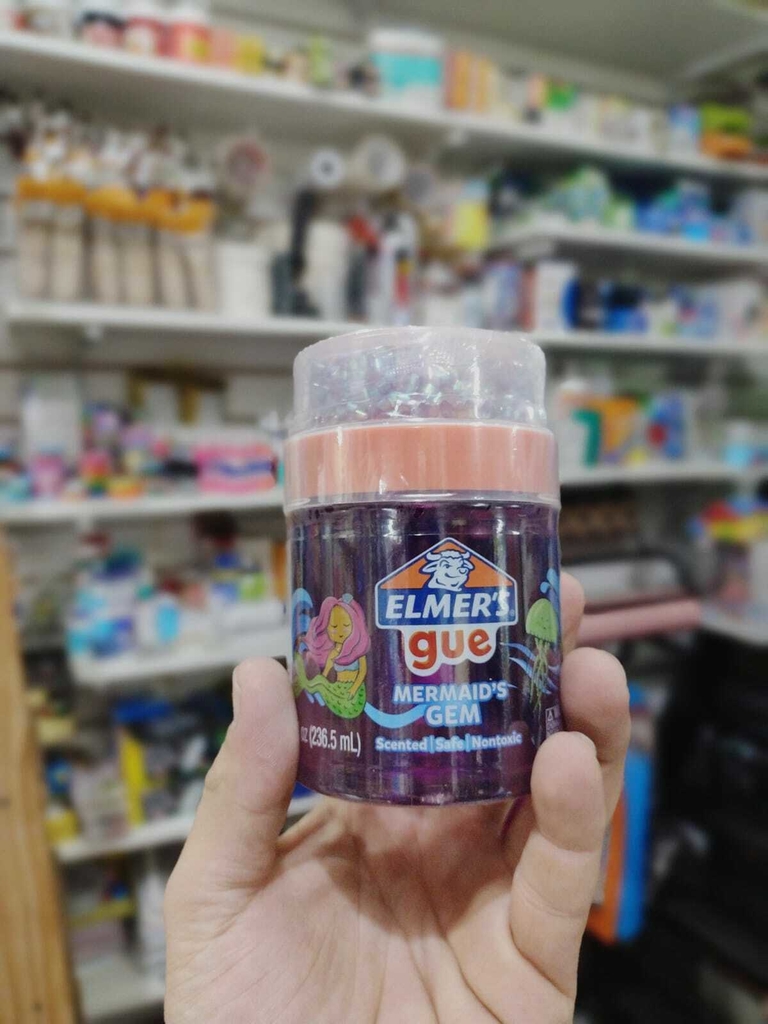 ELMER'S
gue
MERMAID'S
GEM
oz (236.5 mL)
Scented | Safe | Nontoxic